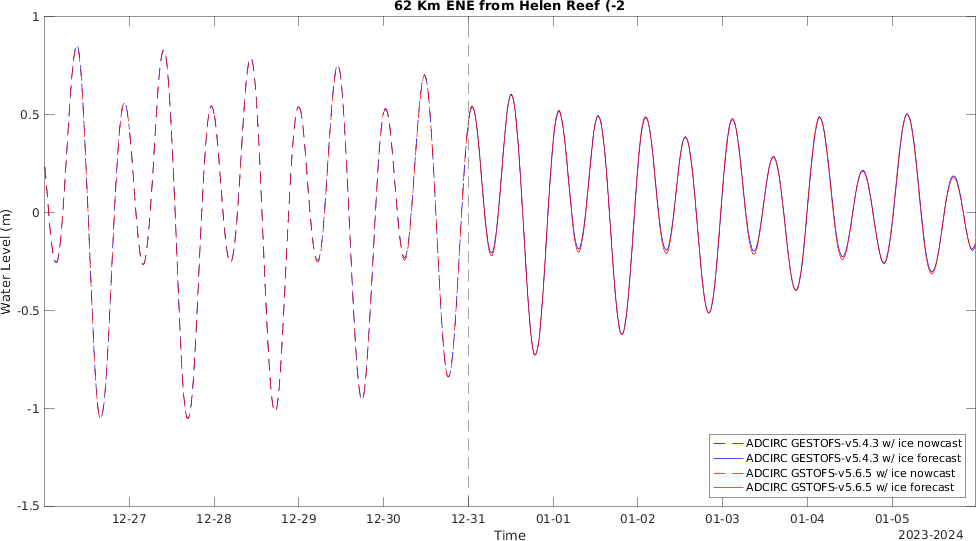 62 Km ENE from Helen Reef (-2
1
0.5
0
-0.5
-1
-1.5
Water Level (m)
ADCIRC GESTOFS-v5.4.3 w/ ice nowcast
ADCIRC GESTOFS-v5.4.3 w/ ice forecast
ADCIRC GSTOFS-v5.6.5 w/ ice nowcast
ADCIRC GSTOFS-v5.6.5 w/ ice forecast
12-27 12-28 12-29 12-30 12-31 01-01 01-02 01-03 01-04 01-05
Time
2023-2024